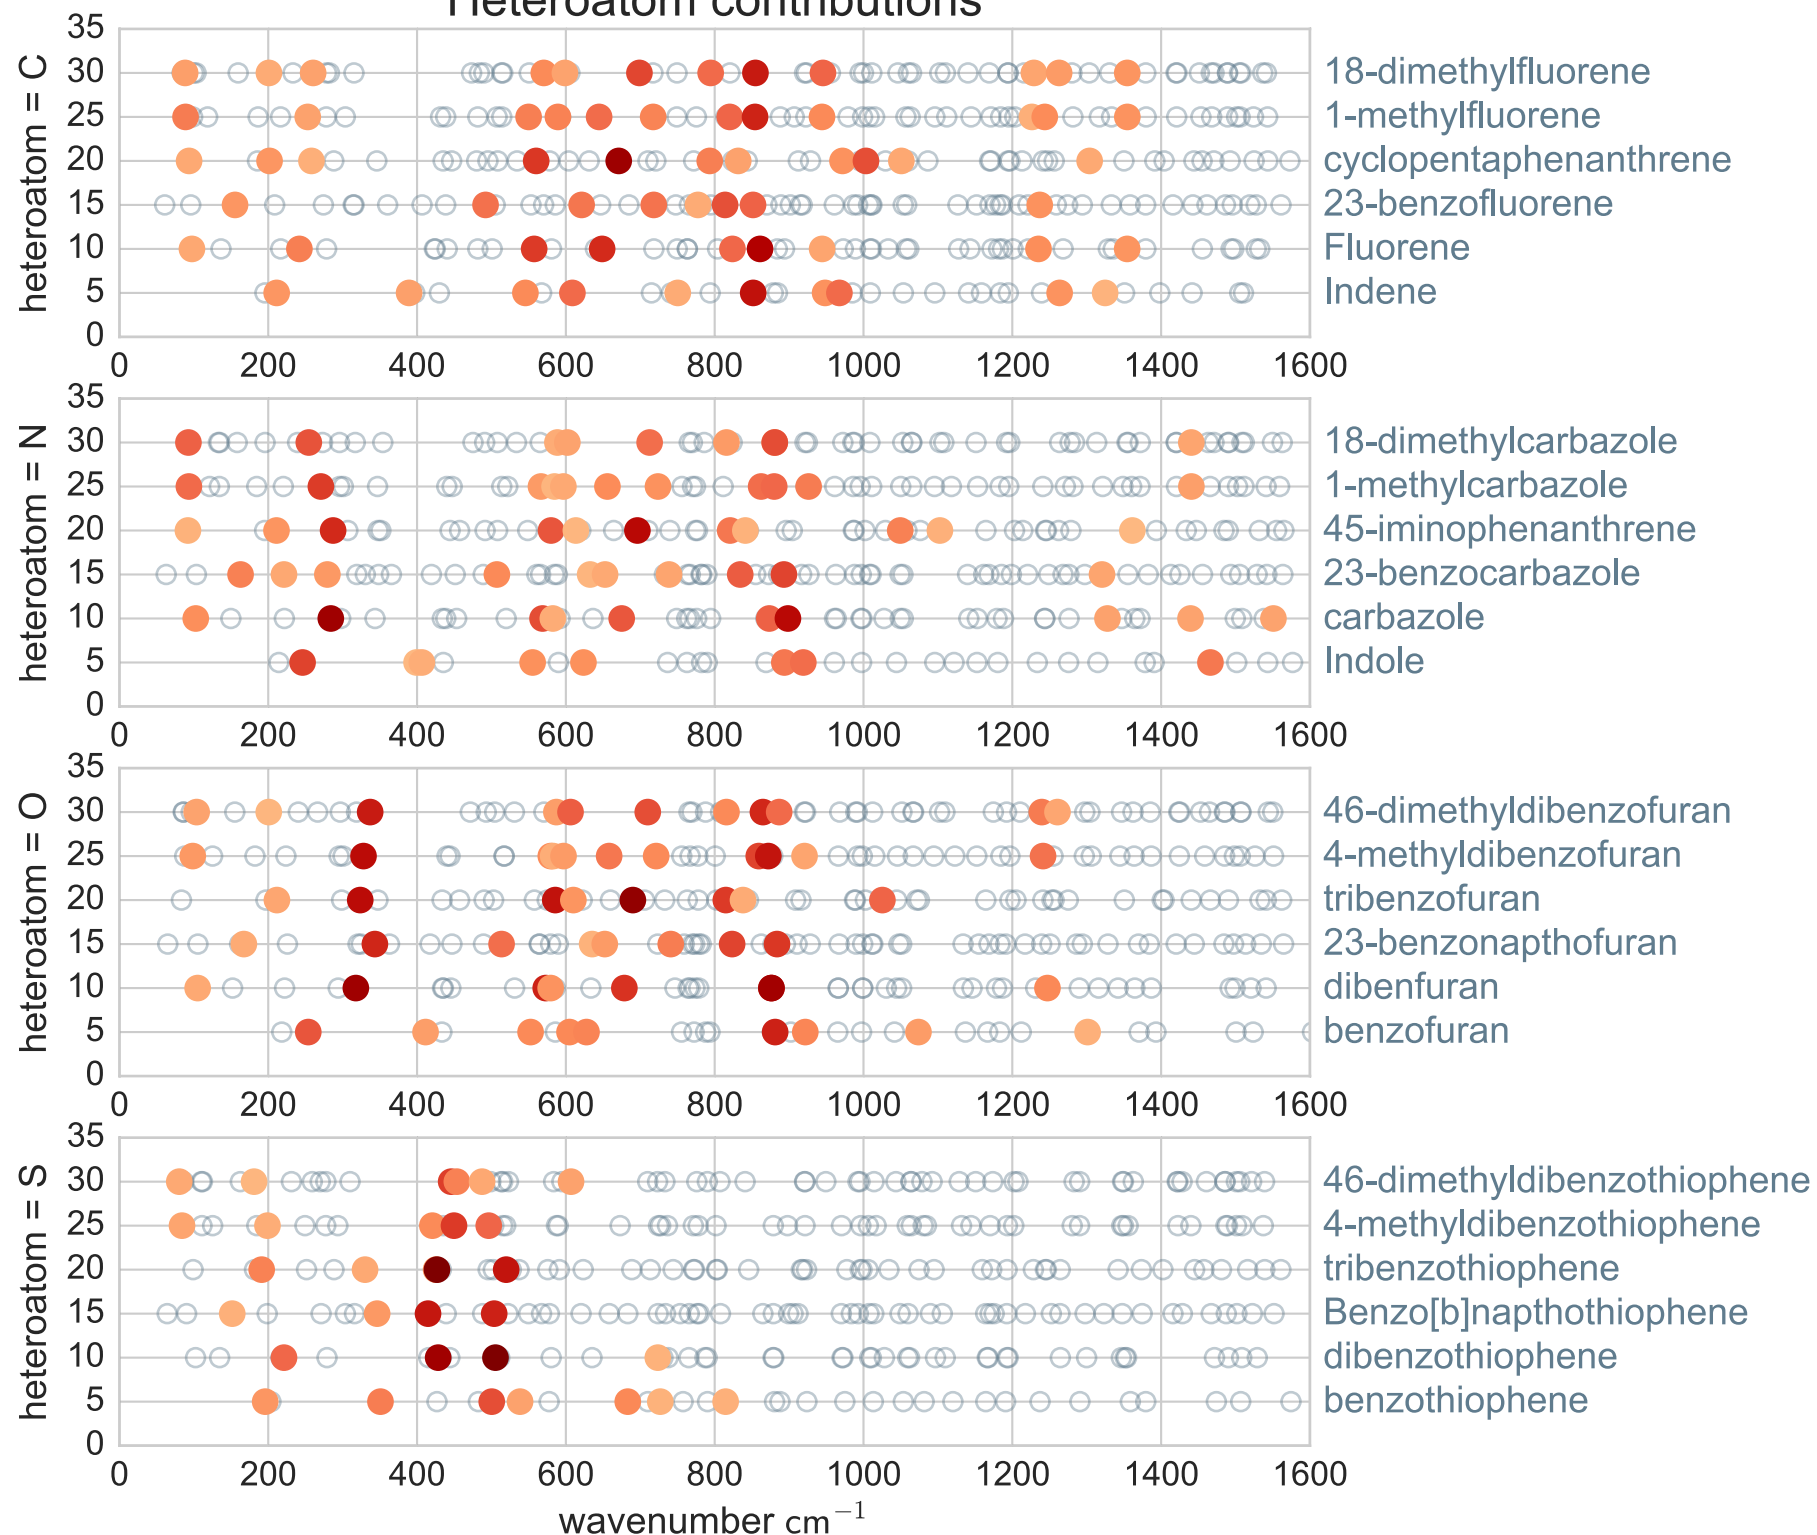 Heteroatom contributions
heteroatom = C
35
30
25
20
15
10
5
0
18-dimethylfluorene
1-methylfluorene
cyclopentaphenanthrene
23-benzofluorene
Fluorene
Indene
0 200 400 600 800 1000 1200 1400 1600
heteroatom = N
35
30
25
20
15
10
5
0
18-dimethylcarbazole
1-methylcarbazole
45-iminophenanthrene
23-benzocarbazole
carbazole
Indole
0 200 400 600 800 1000 1200 1400 1600
heteroatom = O
35
30
25
20
15
10
5
0
46-dimethyldibenzofuran
4-methyldibenzofuran
tribenzofuran
23-benzonapthofuran
dibenfuran
benzofuran
0 200 400 600 800 1000 1200 1400 1600
heteroatom = S
35
30
25
20
15
10
5
0
46-dimethyldibenzothiophene
4-methyldibenzothiophene
tribenzothiophene
Benzo[b]napthothiophene
dibenzothiophene
benzothiophene
0 200 400 600 800 1000 1200 1400 1600
wavenumber cm⁻¹